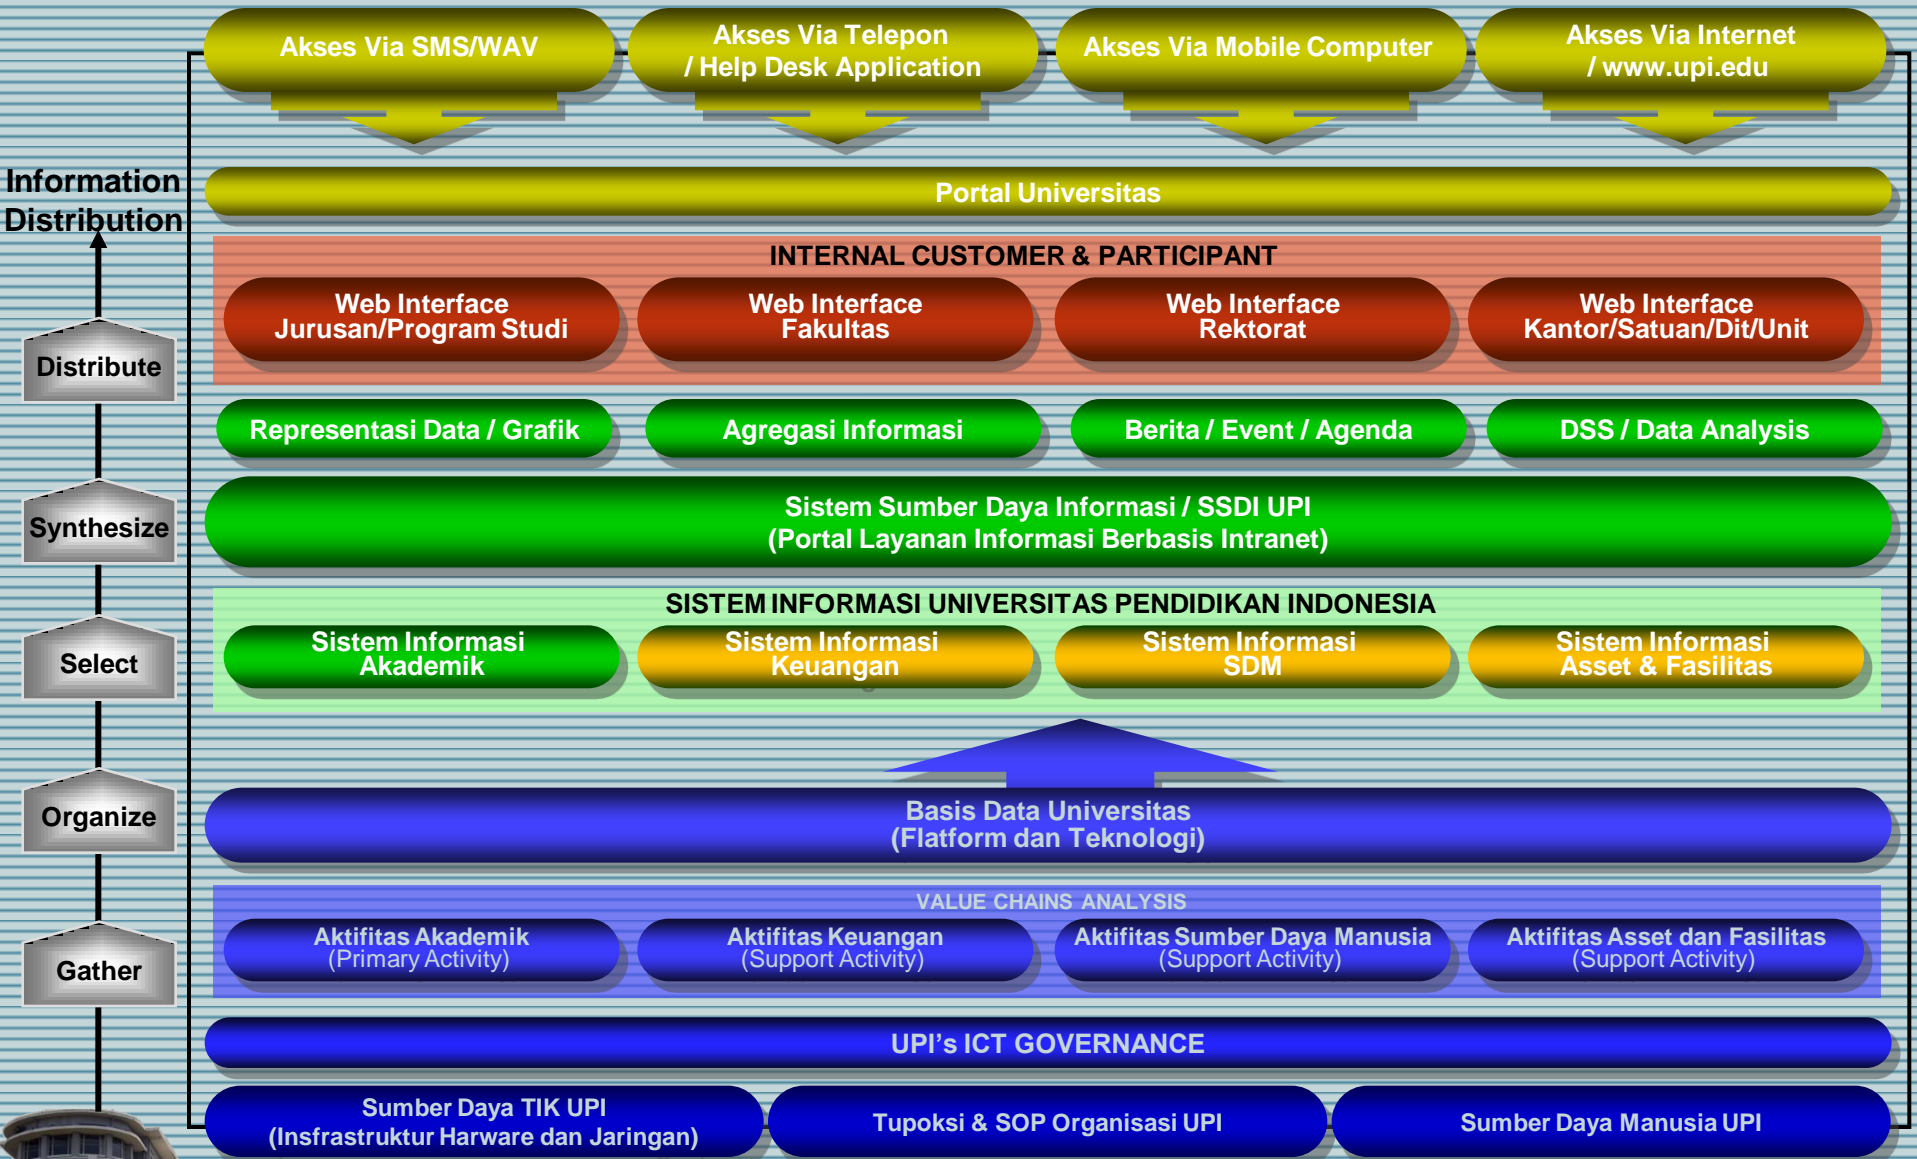 Akses Via SMS/WAV
Akses Via Telepon
/ Help Desk Application
Akses Via Mobile Computer
Akses Via Internet
/ www.upi.edu
Information
Distribution
Portal Universitas
INTERNAL CUSTOMER & PARTICIPANT
Web Interface
Jurusan/Program Studi
Web Interface
Fakultas
Web Interface
Rektorat
Web Interface
Kantor/Satuan/Dit/Unit
Distribute
Representasi Data / Grafik
Agregasi Informasi
Berita / Event / Agenda
DSS / Data Analysis
Synthesize
Sistem Sumber Daya Informasi / SSDI UPI
(Portal Layanan Informasi Berbasis Intranet)
SISTEM INFORMASI UNIVERSITAS PENDIDIKAN INDONESIA
Select
Sistem Informasi
Akademik
Sistem Informasi
Keuangan
Sistem Informasi
SDM
Sistem Informasi
Asset & Fasilitas
Organize
Basis Data Universitas
(Flatform dan Teknologi)
VALUE CHAINS ANALYSIS
Gather
Aktifitas Akademik
(Primary Activity)
Aktifitas Keuangan
(Support Activity)
Aktifitas Sumber Daya Manusia
(Support Activity)
Aktifitas Asset dan Fasilitas
(Support Activity)
UPI's ICT GOVERNANCE
Sumber Daya TIK UPI
(Insfrastruktur Harware dan Jaringan)
Tupoksi & SOP Organisasi UPI
Sumber Daya Manusia UPI